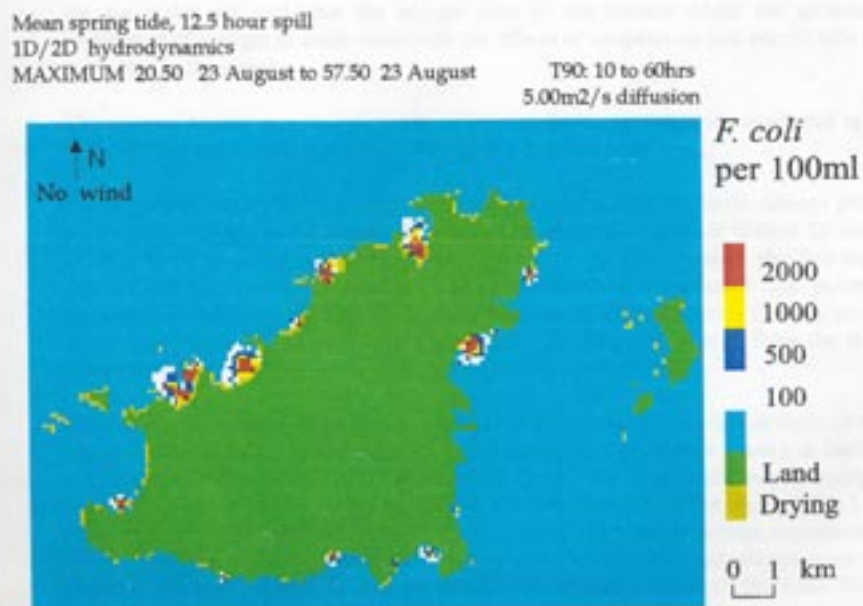 Mean spring tide, 12.5 hour spill
1D/2D hydrodynamics
MAXIMUM 20.50 23 August to 57.50 23 August
T90: 10 to 60hrs
5.00m2/s diffusion
N
No wind
F. coli
per 100ml
2000
1000
500
100
Land
Drying
0 1 km